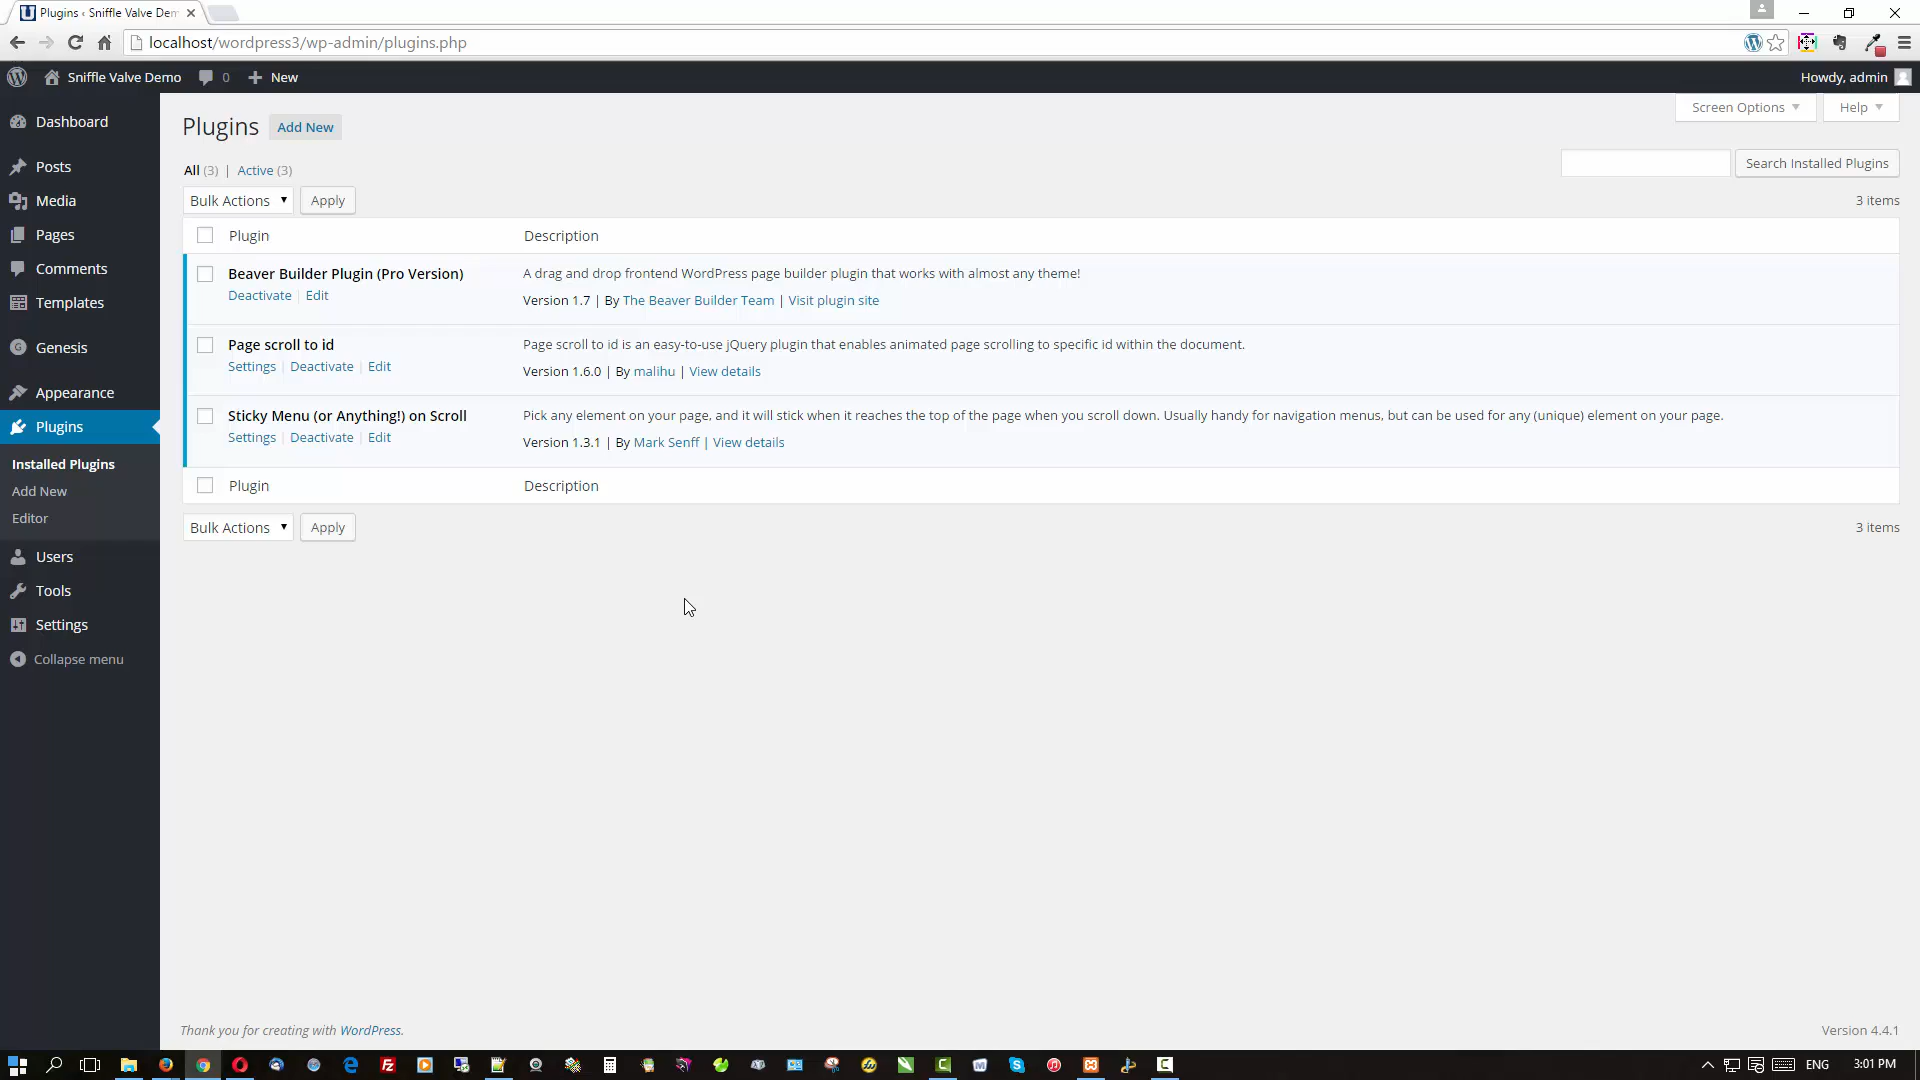 Plugins ‹ Sniffle Valve Dem
localhost/wordpress3/wp-admin/plugins.php
Sniffle Valve Demo 0 New Howdy, admin
Screen Options Help
Plugins Add New
All (3) | Active (3)
Search Installed Plugins
Bulk Actions Apply 3 items
Plugin Description
Beaver Builder Plugin (Pro Version) A drag and drop frontend WordPress page builder plugin that works with almost any theme!
Deactivate | Edit Version 1.7 | By The Beaver Builder Team | Visit plugin site
Page scroll to id Page scroll to id is an easy-to-use jQuery plugin that enables animated page scrolling to specific id within the document.
Settings | Deactivate | Edit Version 1.6.0 | By malihu | View details
Sticky Menu (or Anything!) on Scroll Pick any element on your page, and it will stick when it reaches the top of the page when you scroll down. Usually handy for navigation menus, but can be used for any (unique) element on your page.
Settings | Deactivate | Edit Version 1.3.1 | By Mark Senff | View details
Plugin Description
Bulk Actions Apply 3 items
Dashboard
Posts
Media
Pages
Comments
Templates
Genesis
Appearance
Plugins
Installed Plugins
Add New
Editor
Users
Tools
Settings
Collapse menu
Thank you for creating with WordPress. Version 4.4.1
ENG 3:01 PM